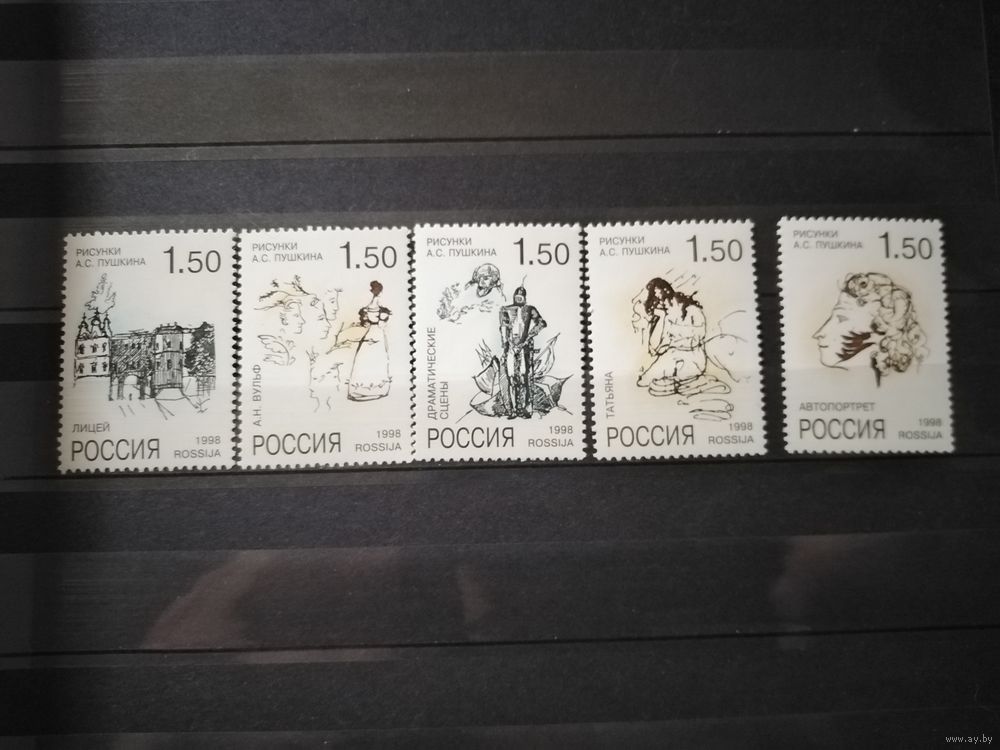 РИСУНКИ
А.С. ПУШКИНА
1.50
ЛИЦЕЙ
РОССИЯ
1998
ROSSIJA
РИСУНКИ
А.С. ПУШКИНА
1.50
А.Н. ВУЛЬФ
РОССИЯ
1998
ROSSIJA
РИСУНКИ
А.С. ПУШКИНА
1.50
ДРАМАТИЧЕСКИЕ
СЦЕНЫ
РОССИЯ
1998
ROSSIJA
РИСУНКИ
А.С. ПУШКИНА
1.50
ТАТЬЯНА
РОССИЯ
1998
ROSSIJA
РИСУНКИ
А.С. ПУШКИНА
1.50
АВТОПОРТРЕТ
РОССИЯ
1998
ROSSIJA
www.ay.by